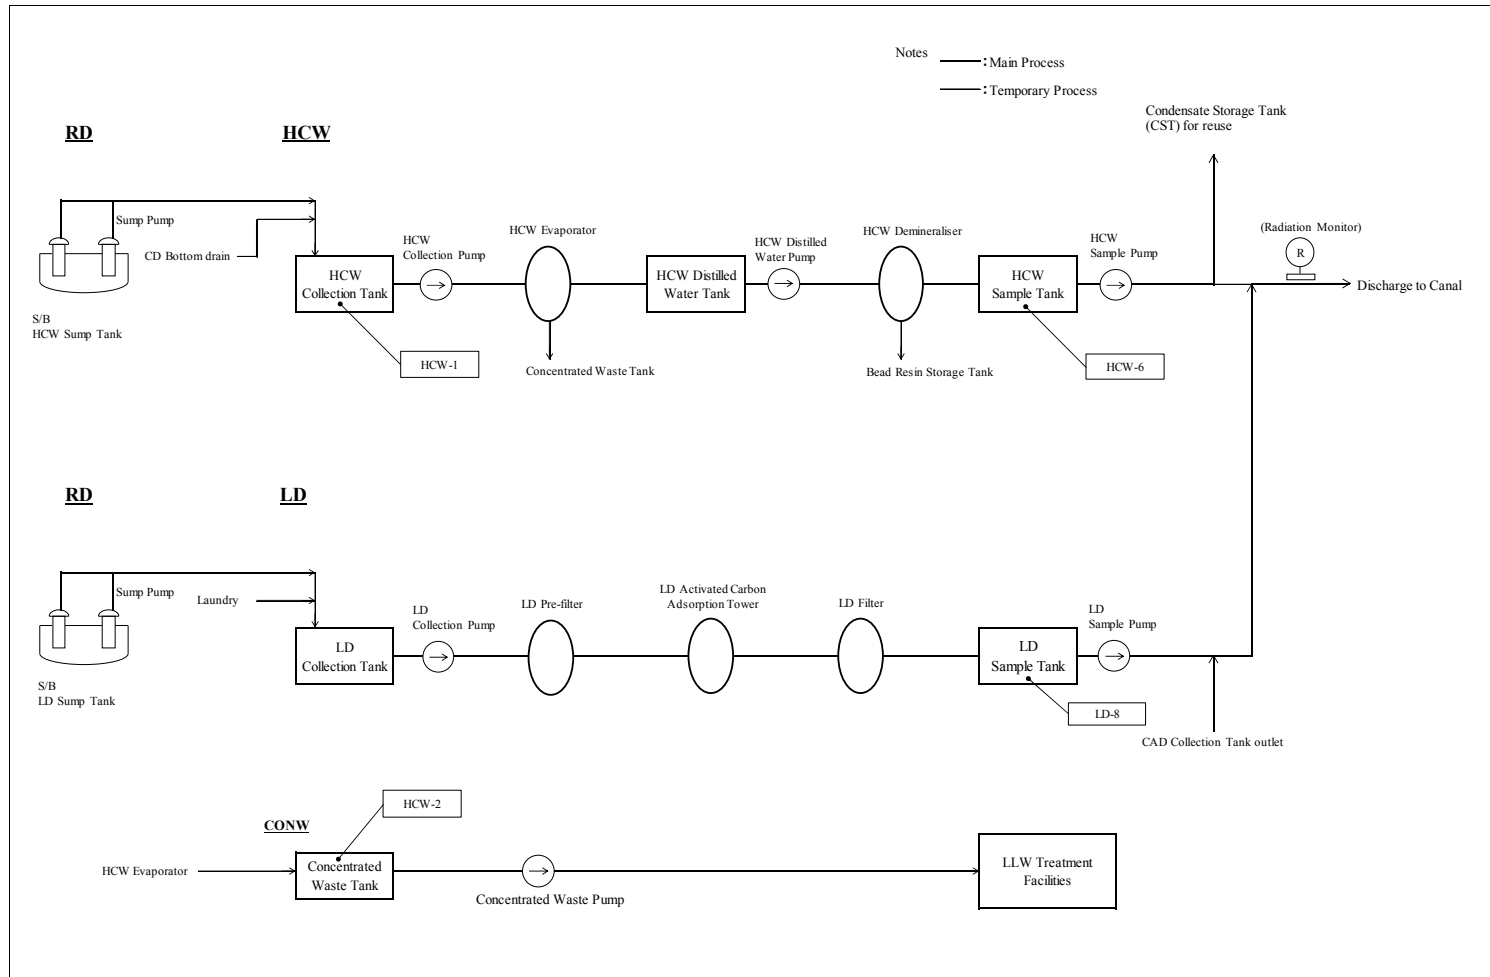 Notes
: Main Process
: Temporary Process
Condensate Storage Tank
(CST) for reuse
RD
HCW
Sump Pump
CD Bottom drain
HCW
Collection Pump
HCW Evaporator
HCW Distilled
Water Pump
HCW Demineraliser
HCW
Sample Pump
(Radiation Monitor)
R
HCW
Collection Tank
HCW Distilled
Water Tank
HCW
Sample Tank
Discharge to Canal
S/B
HCW Sump Tank
HCW-1
Concentrated Waste Tank
Bead Resin Storage Tank
HCW-6
RD
LD
Sump Pump
Laundry
LD
Collection Pump
LD Pre-filter
LD Activated Carbon
Adsorption Tower
LD Filter
LD
Sample Pump
LD
Collection Tank
LD
Sample Tank
S/B
LD Sump Tank
LD-8
CAD Collection Tank outlet
HCW-2
CONW
HCW Evaporator
Concentrated
Waste Tank
Concentrated Waste Pump
LLW Treatment
Facilities